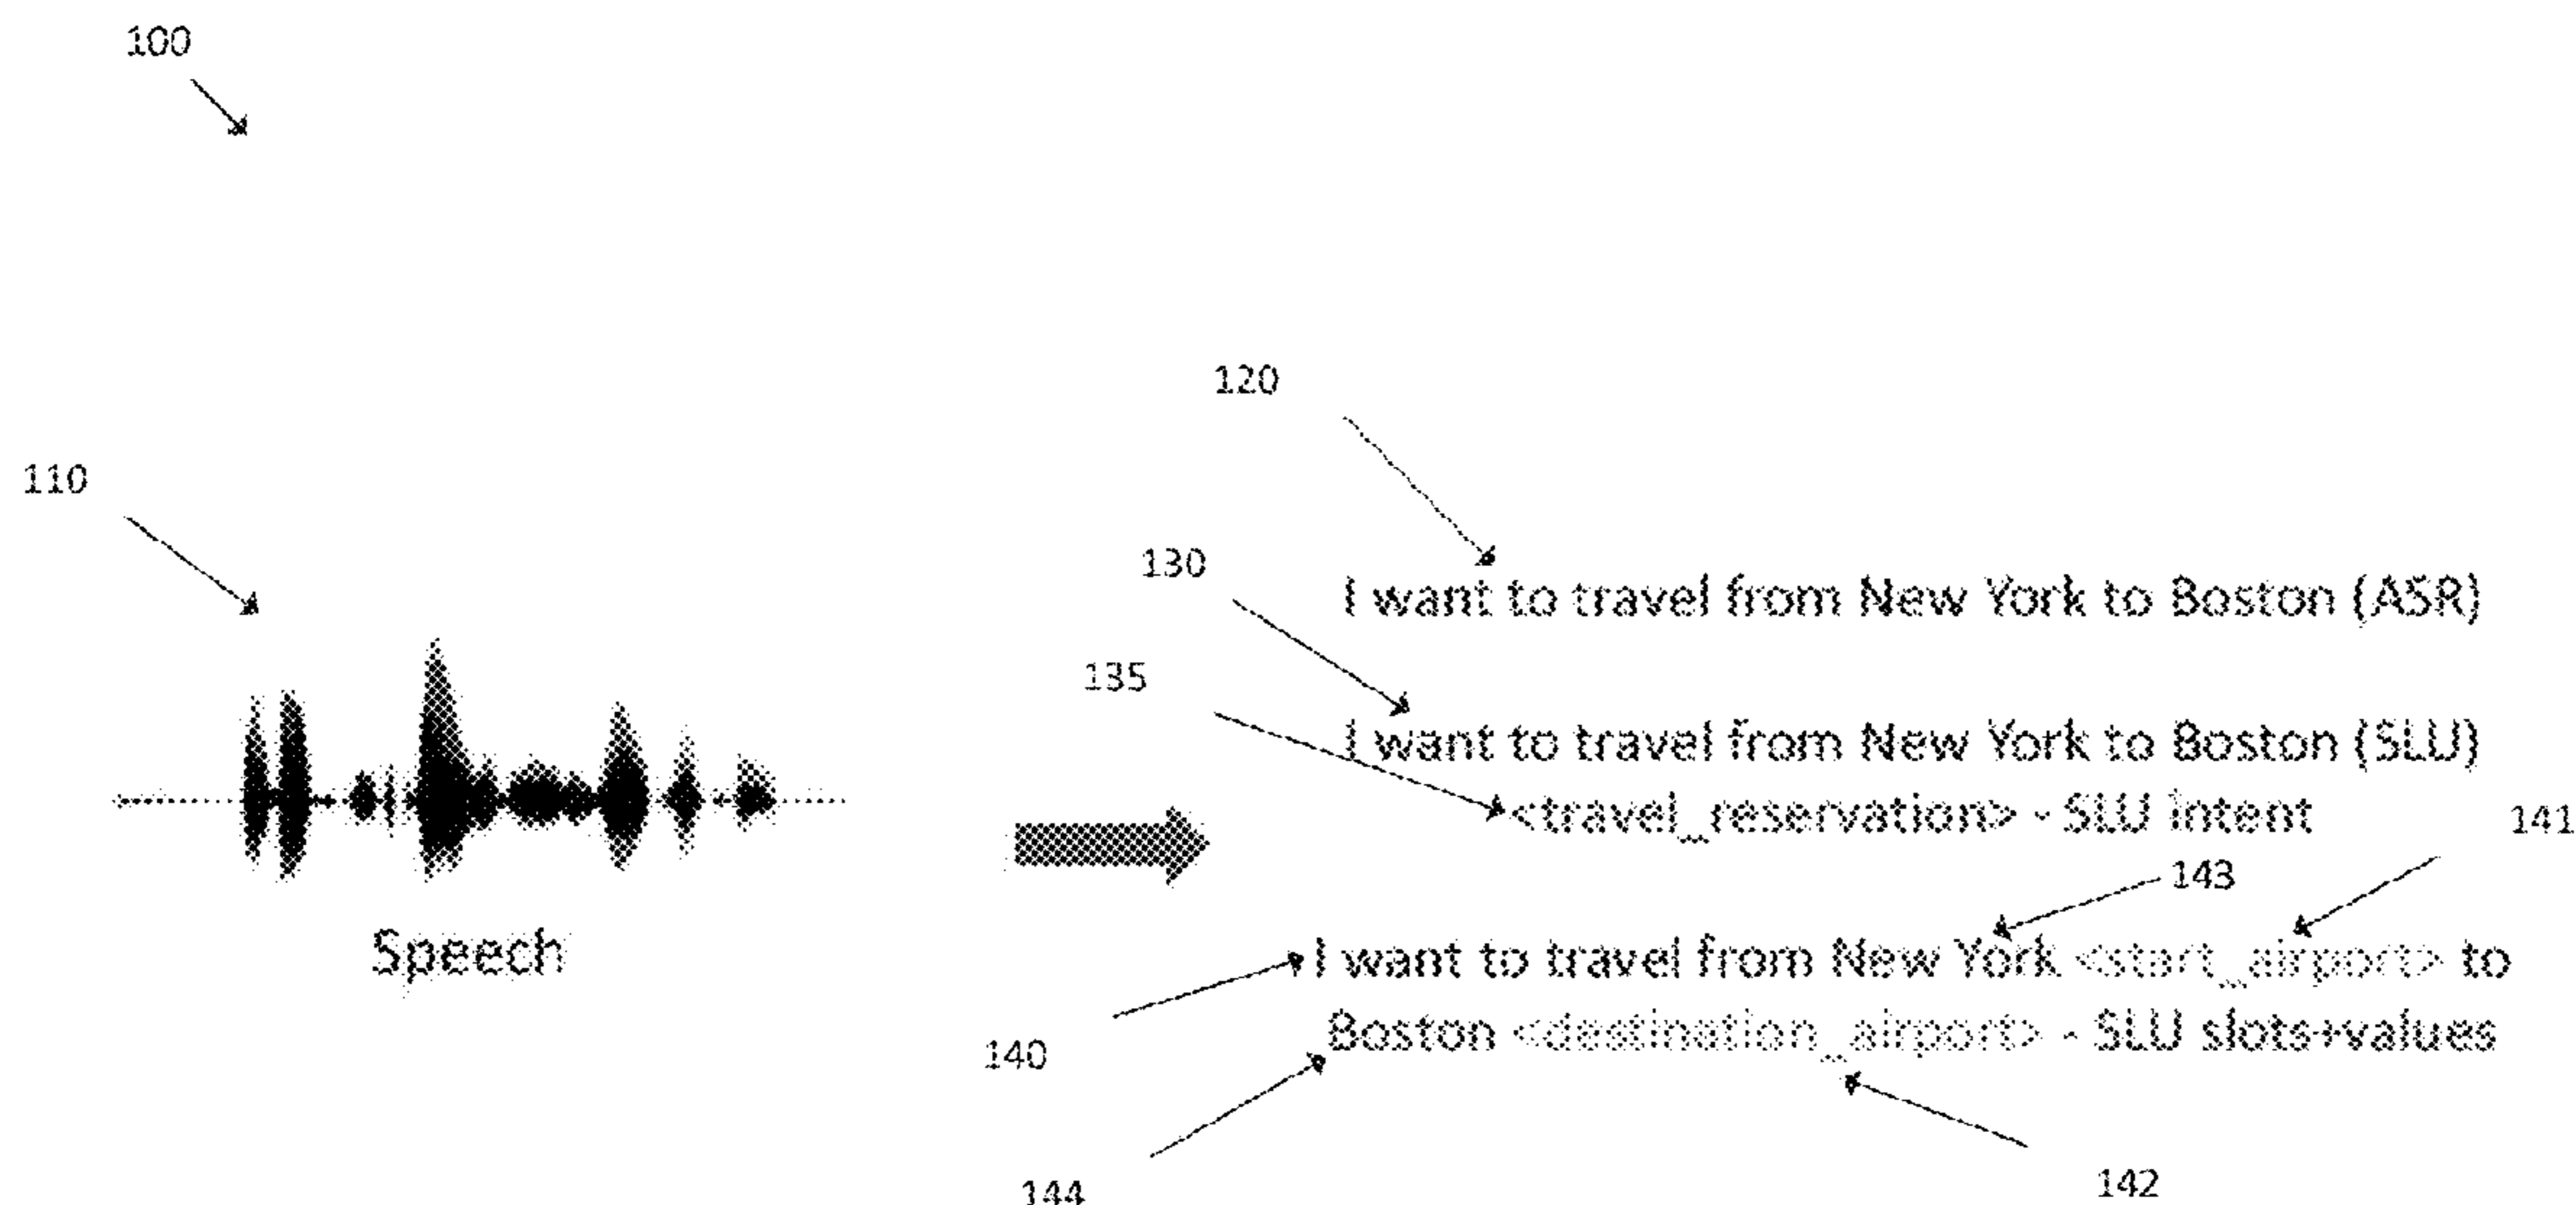 100
120
110
130
I want to travel from New York to Boston (ASR)
135
I want to travel from New York to Boston (SLU)
<travel_reservation> - SLU intent
141
143
Speech
I want to travel from New York <start_airport> to
140
Boston <destination_airport> - SLU slots+values
144
142